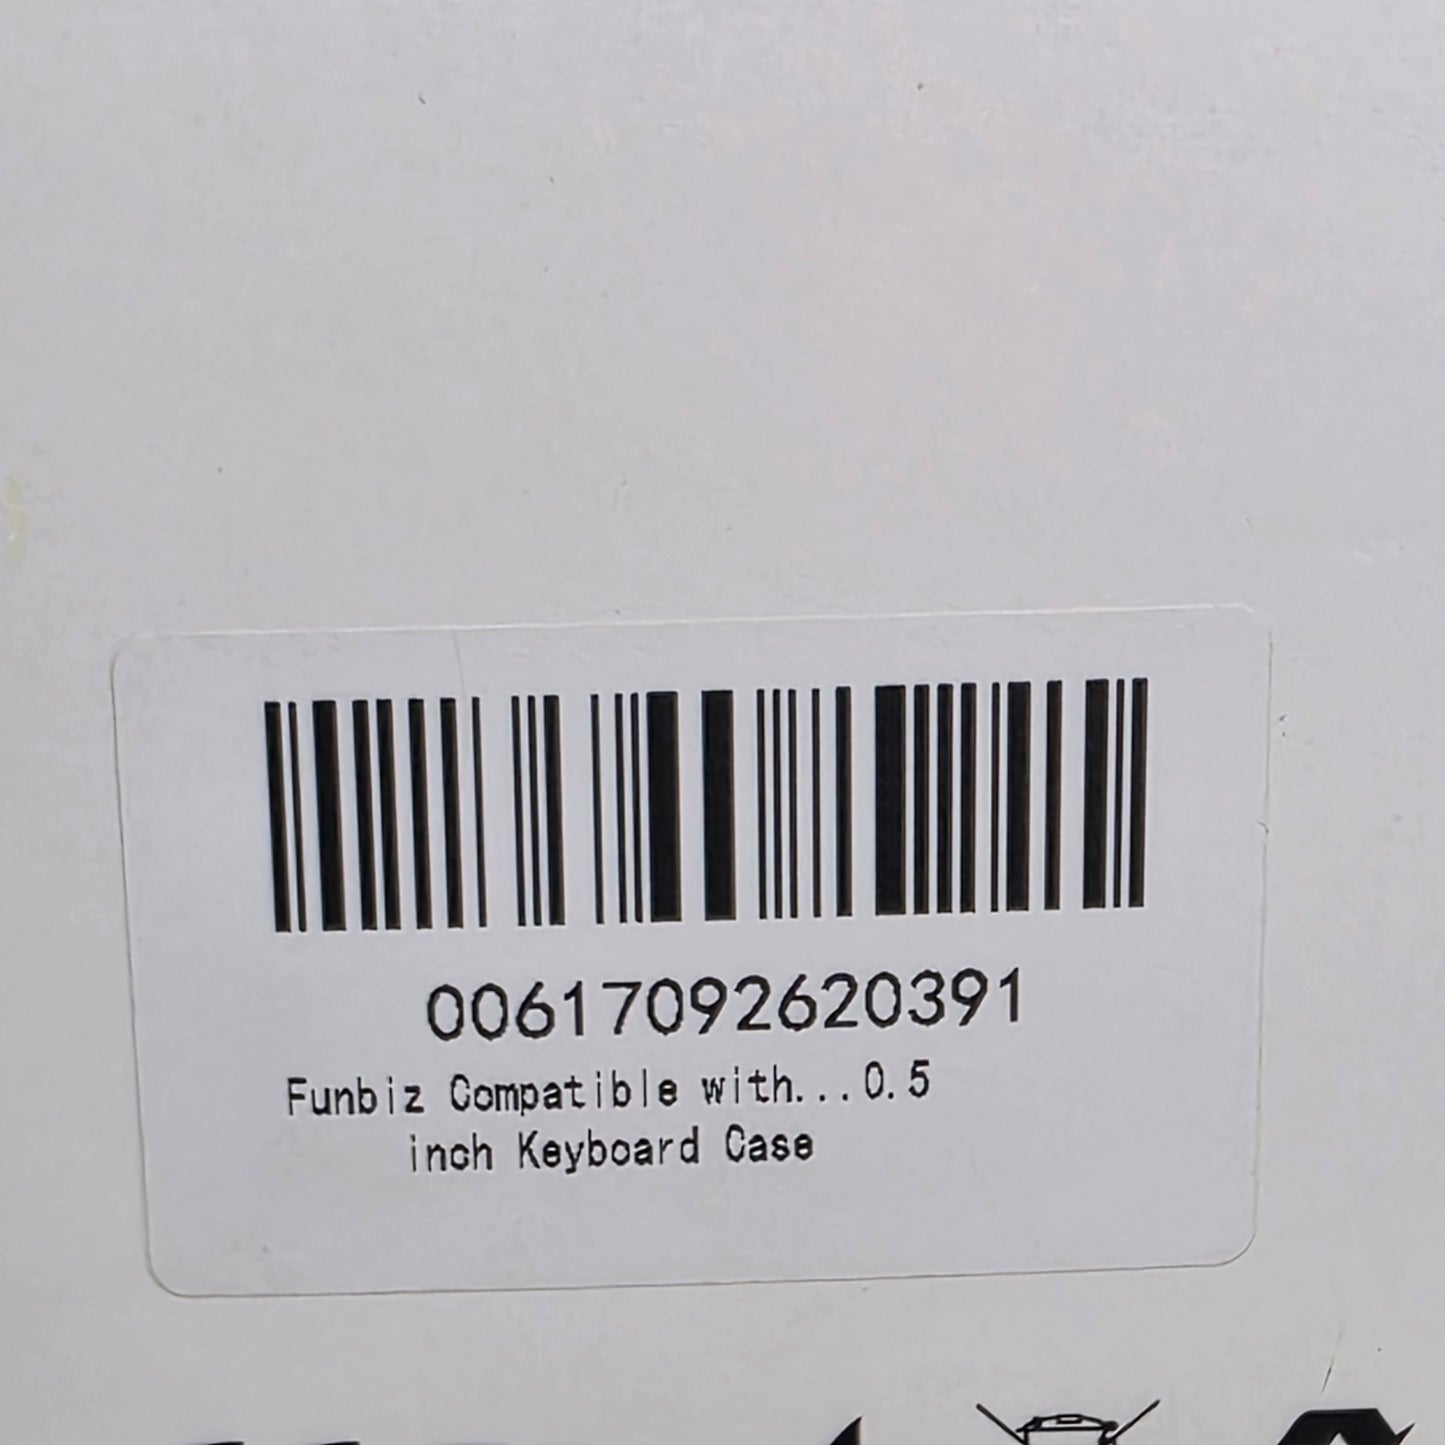 00617092620391
Funbiz Compatible with...0.5
inch Keyboard Case